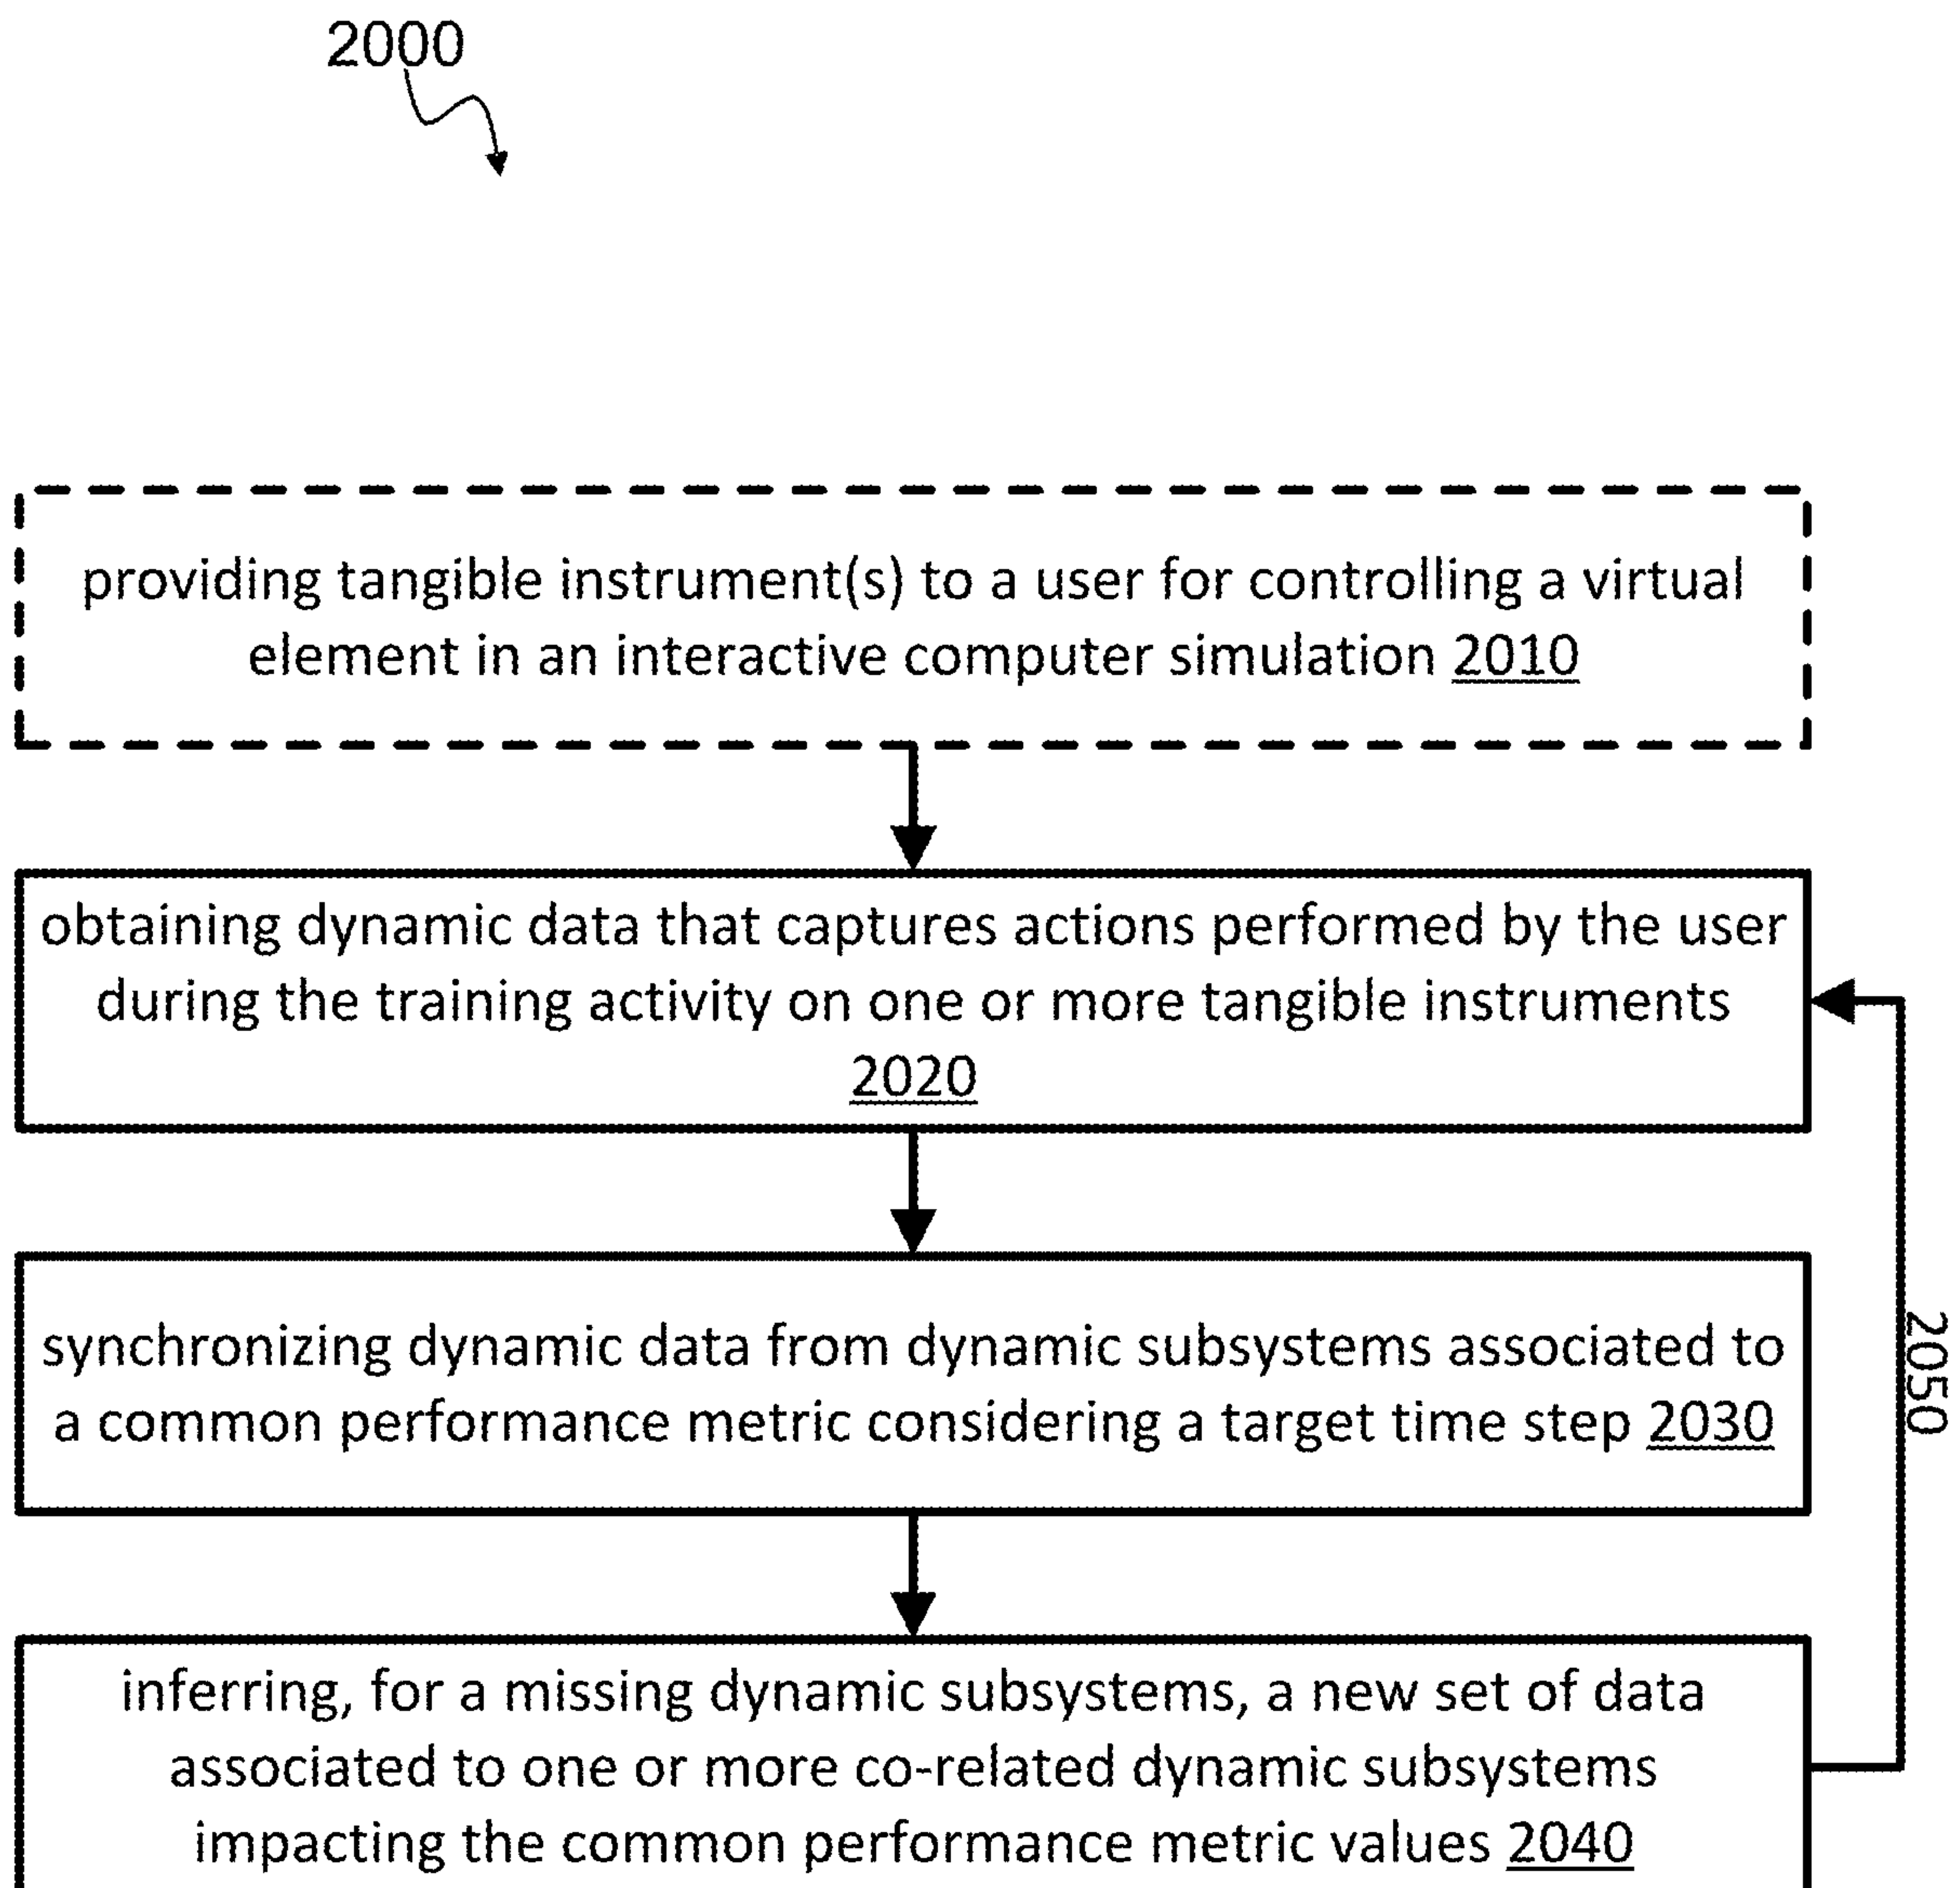 2000
providing tangible instrument(s) to a user for controlling a virtual
element in an interactive computer simulation 2010
obtaining dynamic data that captures actions performed by the user
during the training activity on one or more tangible instruments
2020
synchronizing dynamic data from dynamic subsystems associated to
a common performance metric considering a target time step 2030
2050
inferring, for a missing dynamic subsystems, a new set of data
associated to one or more co-related dynamic subsystems
impacting the common performance metric values 2040